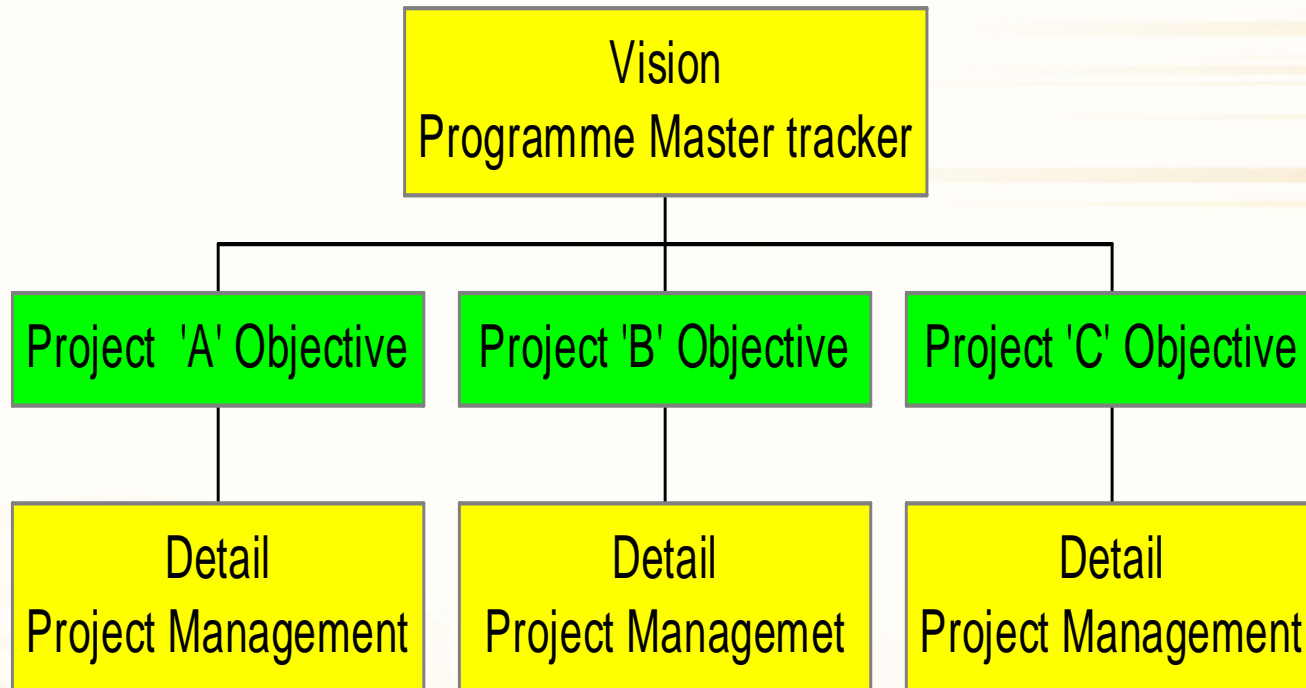 Vision
Programme Master tracker
Project 'A' Objective
Project 'B' Objective
Project 'C' Objective
Detail
Project Management
Detail
Project Managemet
Detail
Project Management